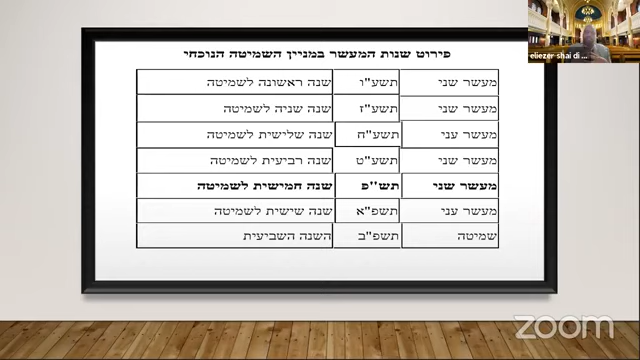 פירוט שנות המעשר במניין השמיטה הנוכחי
מעשר שני תשע"ו שנה ראשונה לשמיטה
מעשר שני תשע"ז שנה שניה לשמיטה
מעשר עני תשע"ח שנה שלישית לשמיטה
מעשר שני תשע"ט שנה רביעית לשמיטה
מעשר שני תש"פ שנה חמישית לשמיטה
מעשר עני תשפ"א שנה שישית לשמיטה
שמיטה תשפ"ב השנה השביעית
eliezer shai di ...
zoom